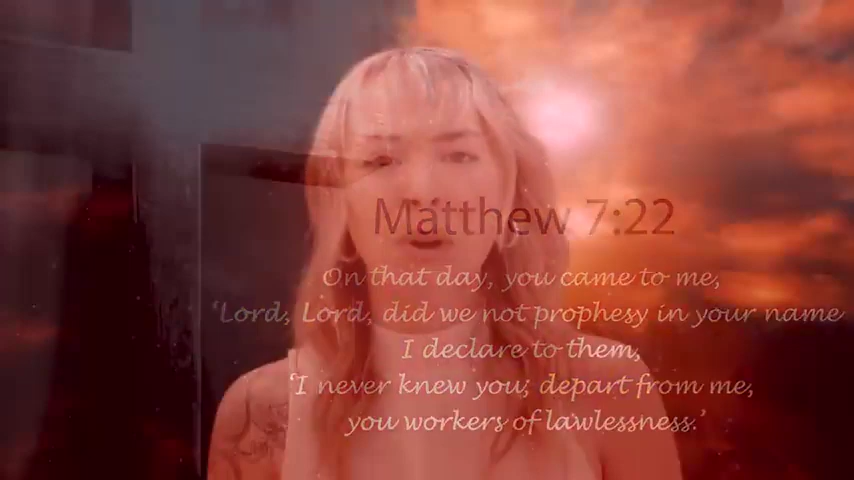 Matthew 7:22
On that day, you came to me,
‘Lord, Lord, did we not prophesy in your name
I declare to them,
‘I never knew you; depart from me,
you workers of lawlessness.’